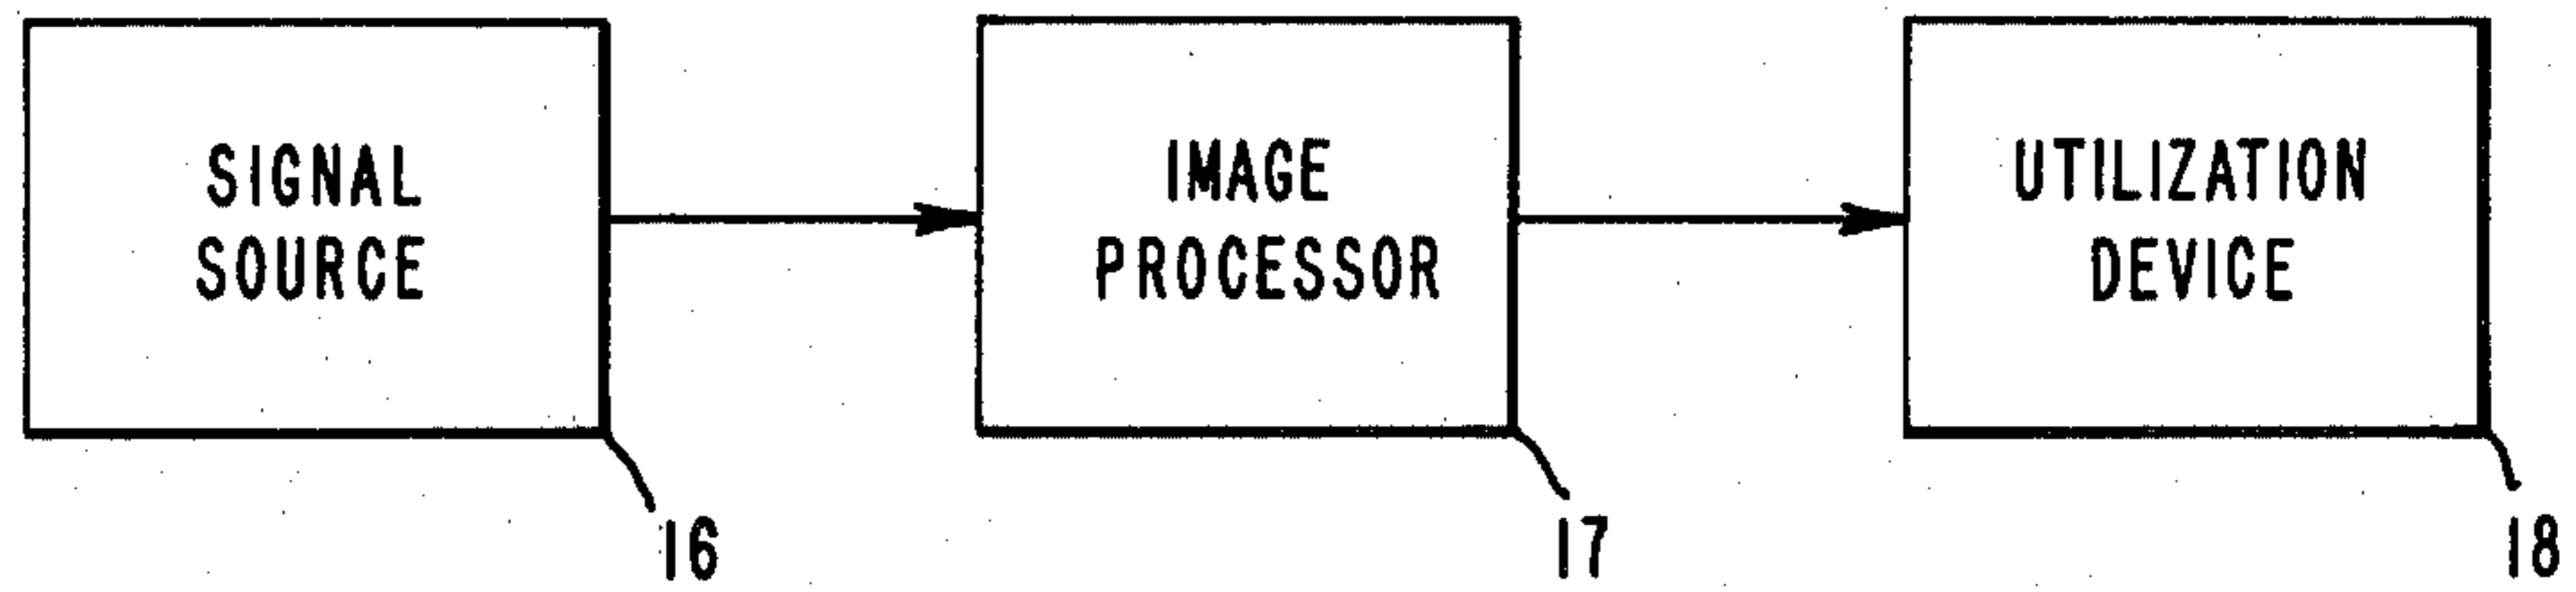 SIGNAL
SOURCE
IMAGE
PROCESSOR
UTILIZATION
DEVICE
16
17
18